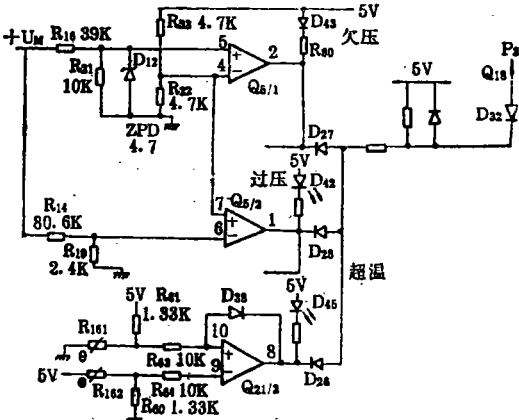 R33 4.7K
D43
5V
+UM
R16 39K
D12
5
2
R80
欠压
4
Q5/1
R31
10K
R32
4.7K
ZPD
4.7
5V
P3
Q18
D32
D27
5V
过压
D42
7
Q5/2
R14
80.6K
6
1
D28
R19
2.4K
超温
5V
5V
R61
1.33K
D38
D45
R161
10
θ
R63 10K
8
5V
9
D26
θ
R162
R64 10K
Q21/3
R60 1.33K